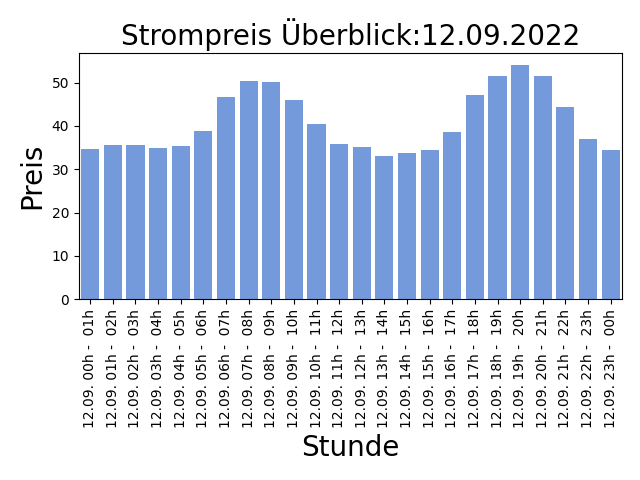 Strompreis Überblick:12.09.2022
Preis
50
40
30
20
10
0
12.09. 00h - 01h
12.09. 01h - 02h
12.09. 02h - 03h
12.09. 03h - 04h
12.09. 04h - 05h
12.09. 05h - 06h
12.09. 06h - 07h
12.09. 07h - 08h
12.09. 08h - 09h
12.09. 09h - 10h
12.09. 10h - 11h
12.09. 11h - 12h
12.09. 12h - 13h
12.09. 13h - 14h
12.09. 14h - 15h
12.09. 15h - 16h
12.09. 16h - 17h
12.09. 17h - 18h
12.09. 18h - 19h
12.09. 19h - 20h
12.09. 20h - 21h
12.09. 21h - 22h
12.09. 22h - 23h
12.09. 23h - 00h
Stunde